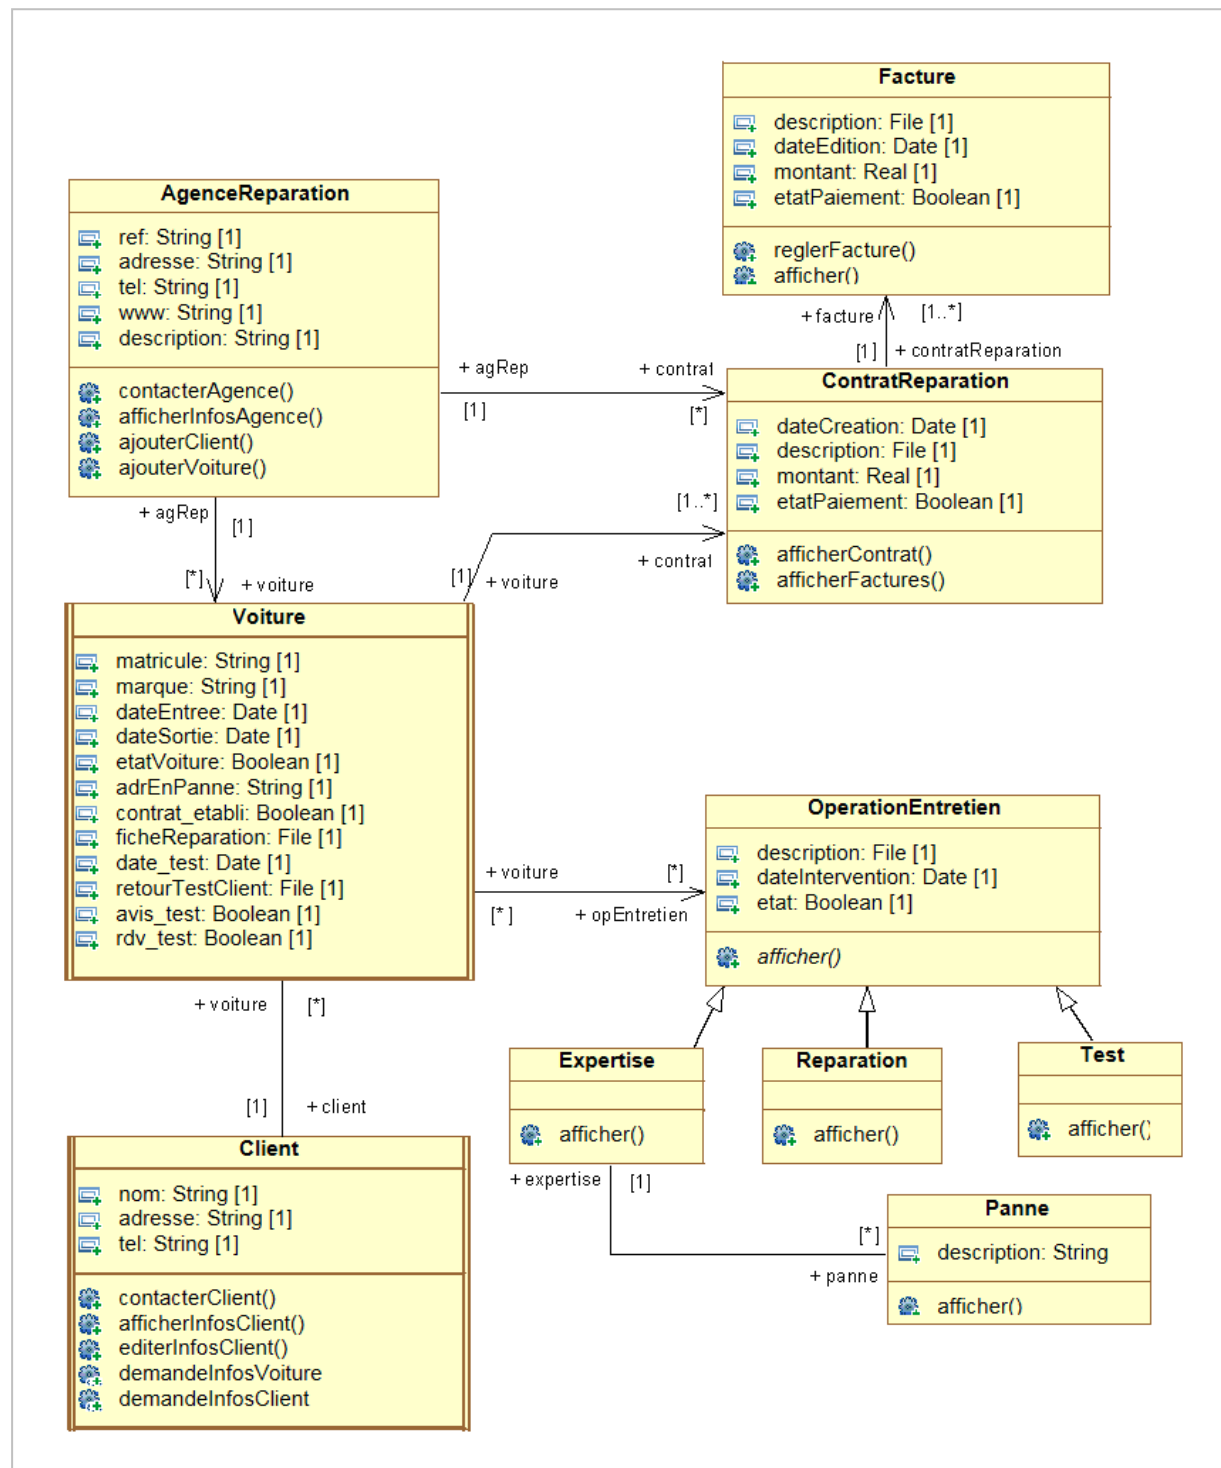 Facture
description: File [1]
dateEdition: Date [1]
montant: Real [1]
etatPaiement: Boolean [1]
reglerFacture()
afficher()
AgenceReparation
ref: String [1]
adresse: String [1]
tel: String [1]
www: String [1]
description: String [1]
contacterAgence()
afficherInfosAgence()
ajouterClient()
ajouterVoiture()
+ facture [1..*]
[1] + contratReparation
+ agRep + contrat
[1] [*]
ContratReparation
dateCreation: Date [1]
description: File [1]
montant: Real [1]
etatPaiement: Boolean [1]
afficherContrat()
afficherFactures()
+ agRep [1]
[*] + voiture
[1..*]
+ contrat
[1] + voiture
Voiture
matricule: String [1]
marque: String [1]
dateEntree: Date [1]
dateSortie: Date [1]
etatVoiture: Boolean [1]
adrEnPanne: String [1]
contrat_etabli: Boolean [1]
ficheReparation: File [1]
date_test: Date [1]
retourTestClient: File [1]
avis_test: Boolean [1]
rdv_test: Boolean [1]
+ voiture [*]
[*] + opEntretien
OperationEntretien
description: File [1]
dateIntervention: Date [1]
etat: Boolean [1]
afficher()
+ voiture [*]
[1] + client
Expertise
afficher()
Reparation
afficher()
Test
afficher()
+ expertise [1]
[*]
+ panne
Panne
description: String
afficher()
Client
nom: String [1]
adresse: String [1]
tel: String [1]
contacterClient()
afficherInfosClient()
editerInfosClient()
demandeInfosVoiture
demandeInfosClient